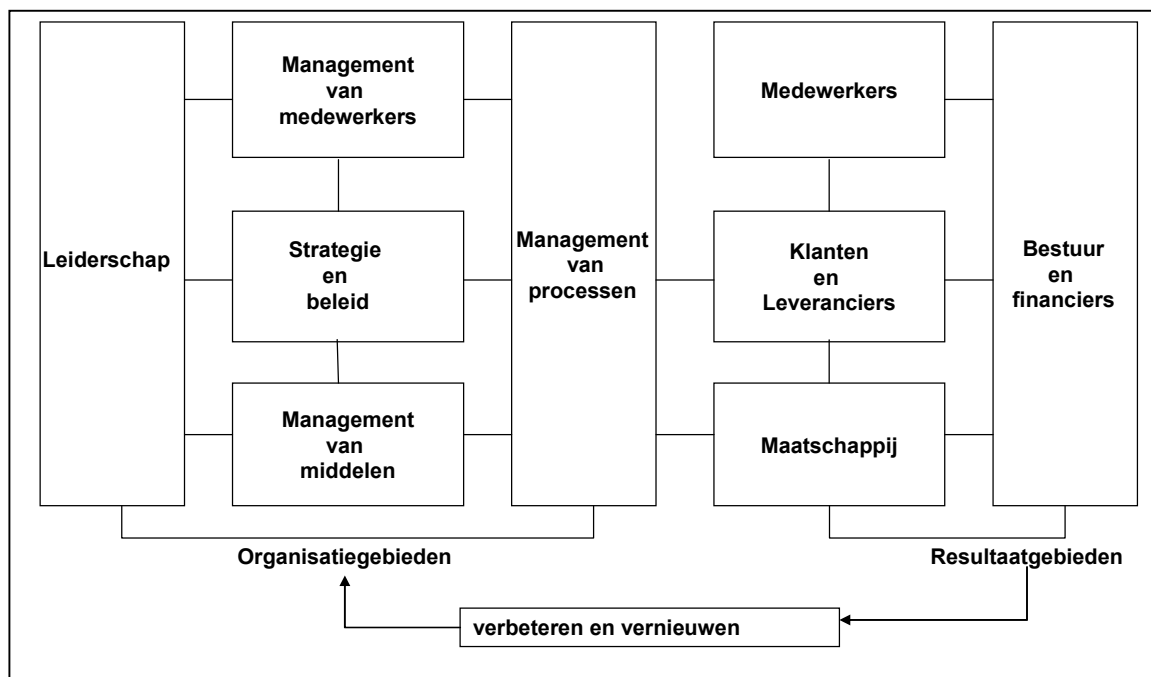 Leiderschap
Management
van
medewerkers
Strategie
en
beleid
Management
van
middelen
Management
van
processen
Medewerkers
Klanten
en
Leveranciers
Maatschappij
Bestuur
en
financiers
Organisatiegebieden
Resultaatgebieden
verbeteren en vernieuwen